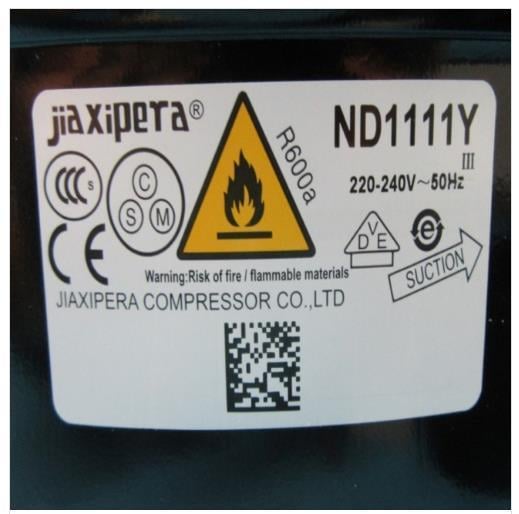 jiaxipera®
ND1111Y
III
R600a
220-240V~50Hz
CCC S
C
S M
V
D E
e
CE
SUCTION
Warning:Risk of fire / flammable materials
JIAXIPERA COMPRESSOR CO.,LTD